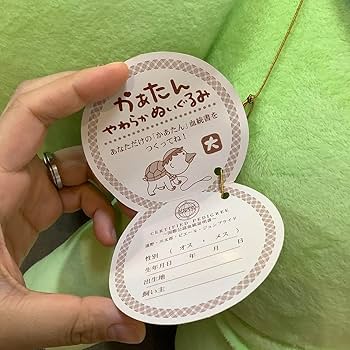 かぁたん
やわらかぬいぐるみ
あなただけの「かぁたん」血統書を
つくってね!
大
CERTIFIED PEDIGREE
性別 ( オス ・ メス )
生年月日 年 月 日
出生地
飼い主